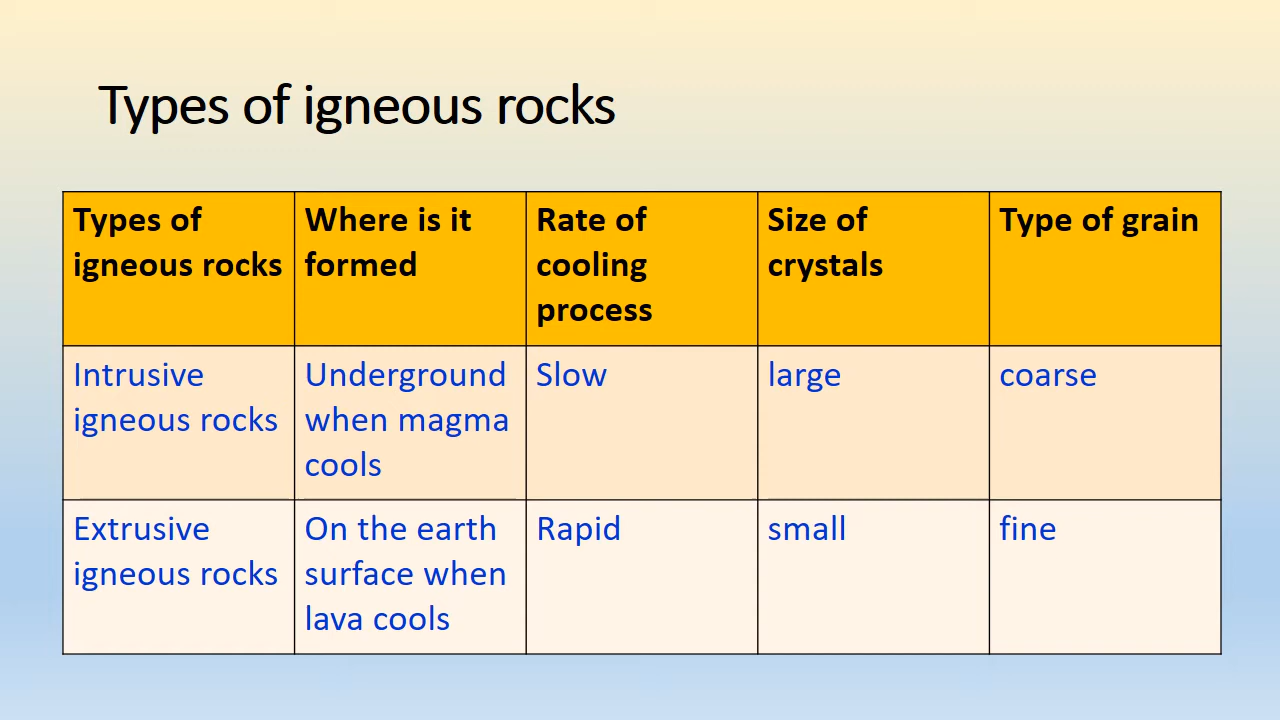 Types of igneous rocks
Types of
igneous rocks
Where is it
formed
Rate of
cooling
process
Size of
crystals
Type of grain
Intrusive
igneous rocks
Underground
when magma
cools
Slow
large
coarse
Extrusive
igneous rocks
On the earth
surface when
lava cools
Rapid
small
fine